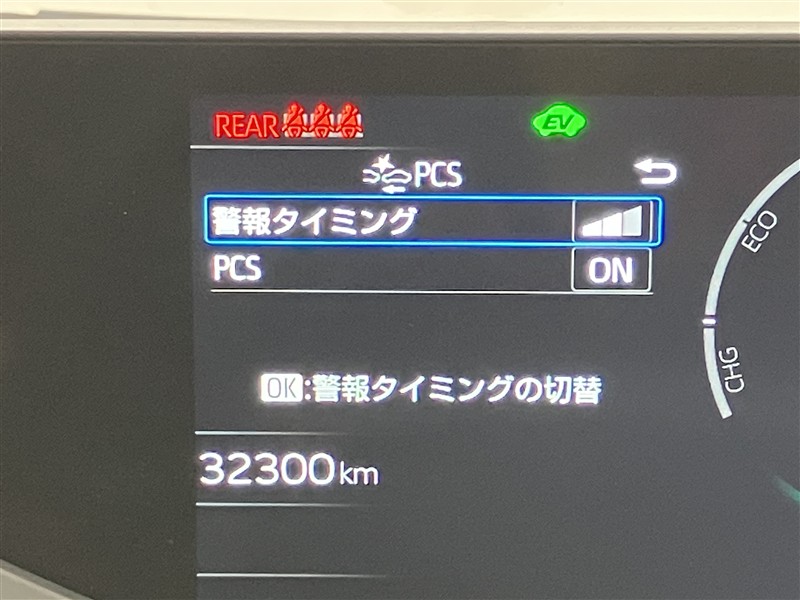 REAR
EV
PCS
警報タイミング
PCS ON
ECO
CHG
OK:警報タイミングの切替
32300km